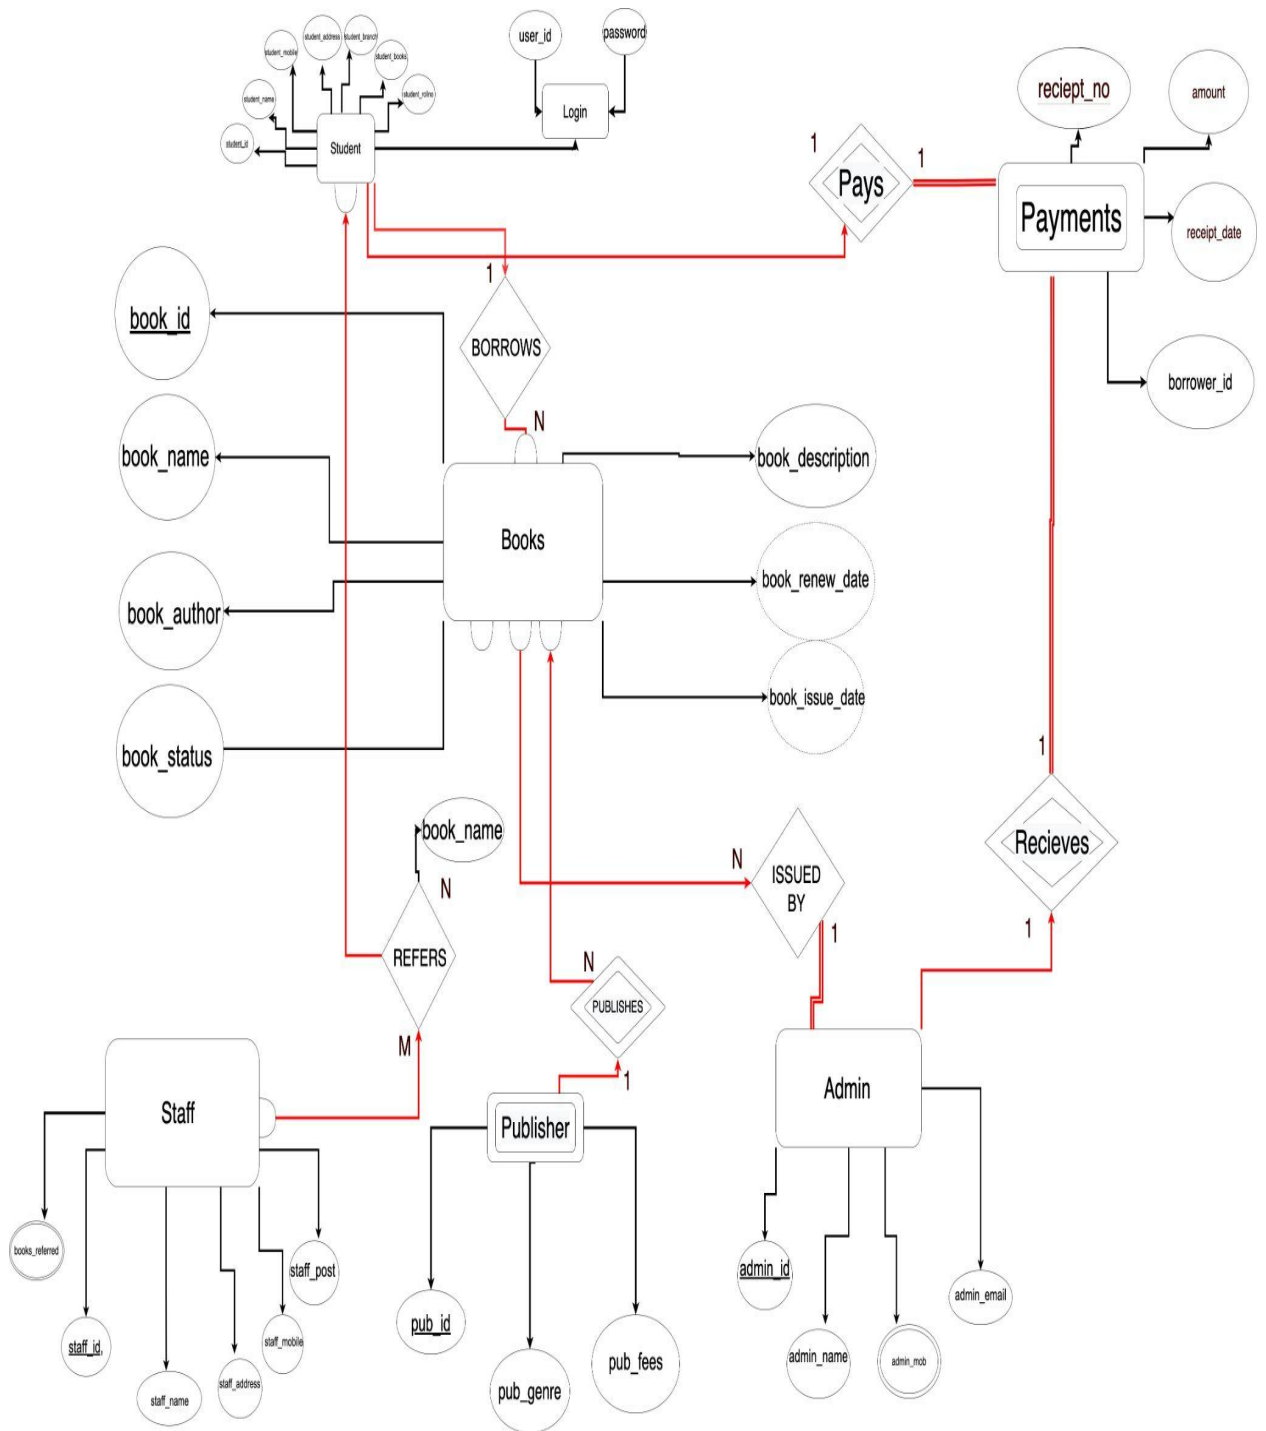 user_id
password
student_address
student_branch
student_mobile
student_books
student_name
student_rollno
student_id
Student
Login
reciept_no
amount
1
1
Pays
Payments
receipt_date
borrower_id
1
BORROWS
N
book_id
book_name
book_author
book_status
Books
book_description
book_renew_date
book_issue_date
book_name
N
REFERS
M
N
ISSUED
BY
1
1
Recieves
1
N
PUBLISHES
1
Staff
Publisher
Admin
books_referred
staff_id,
staff_name
staff_address
staff_mobile
staff_post
pub_id
pub_genre
pub_fees
admin_id
admin_name
admin_mob
admin_email